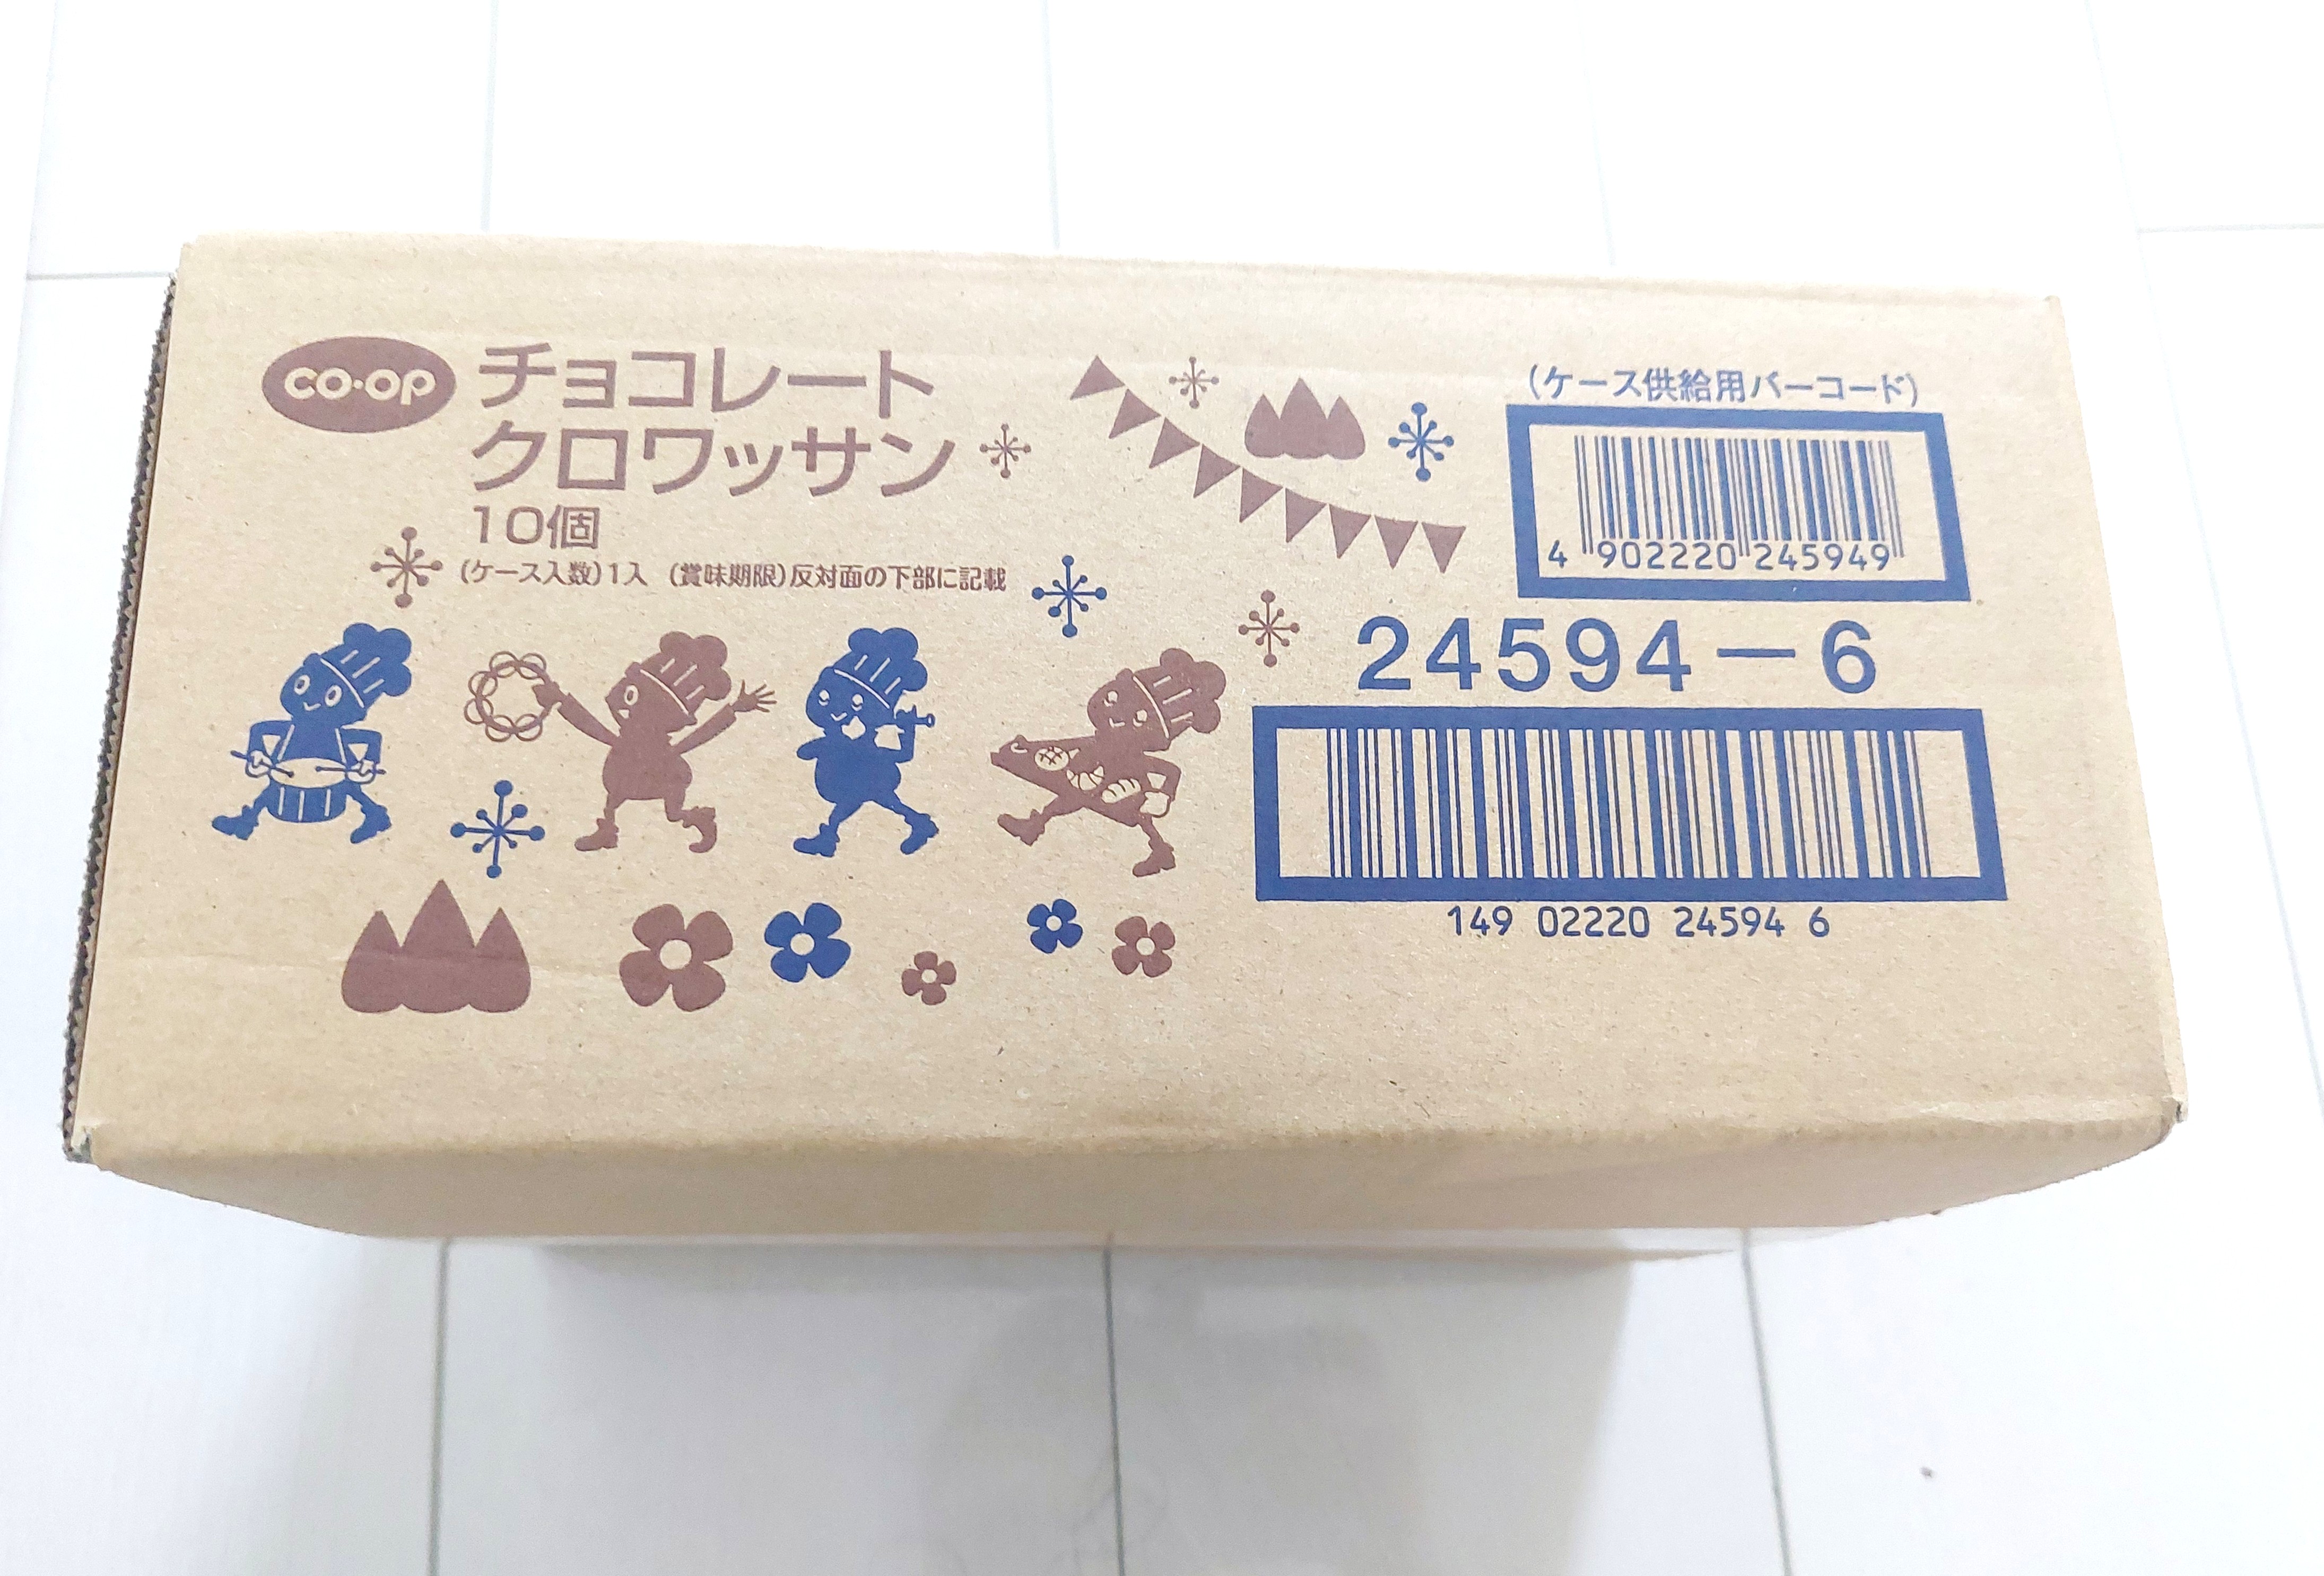 co・op
チョコレート
クロワッサン
10個
(ケース入数)1入 (賞味期限)反対面の下部に記載
(ケース供給用バーコード)
4 902220 245949
24594-6
149 02220 24594 6